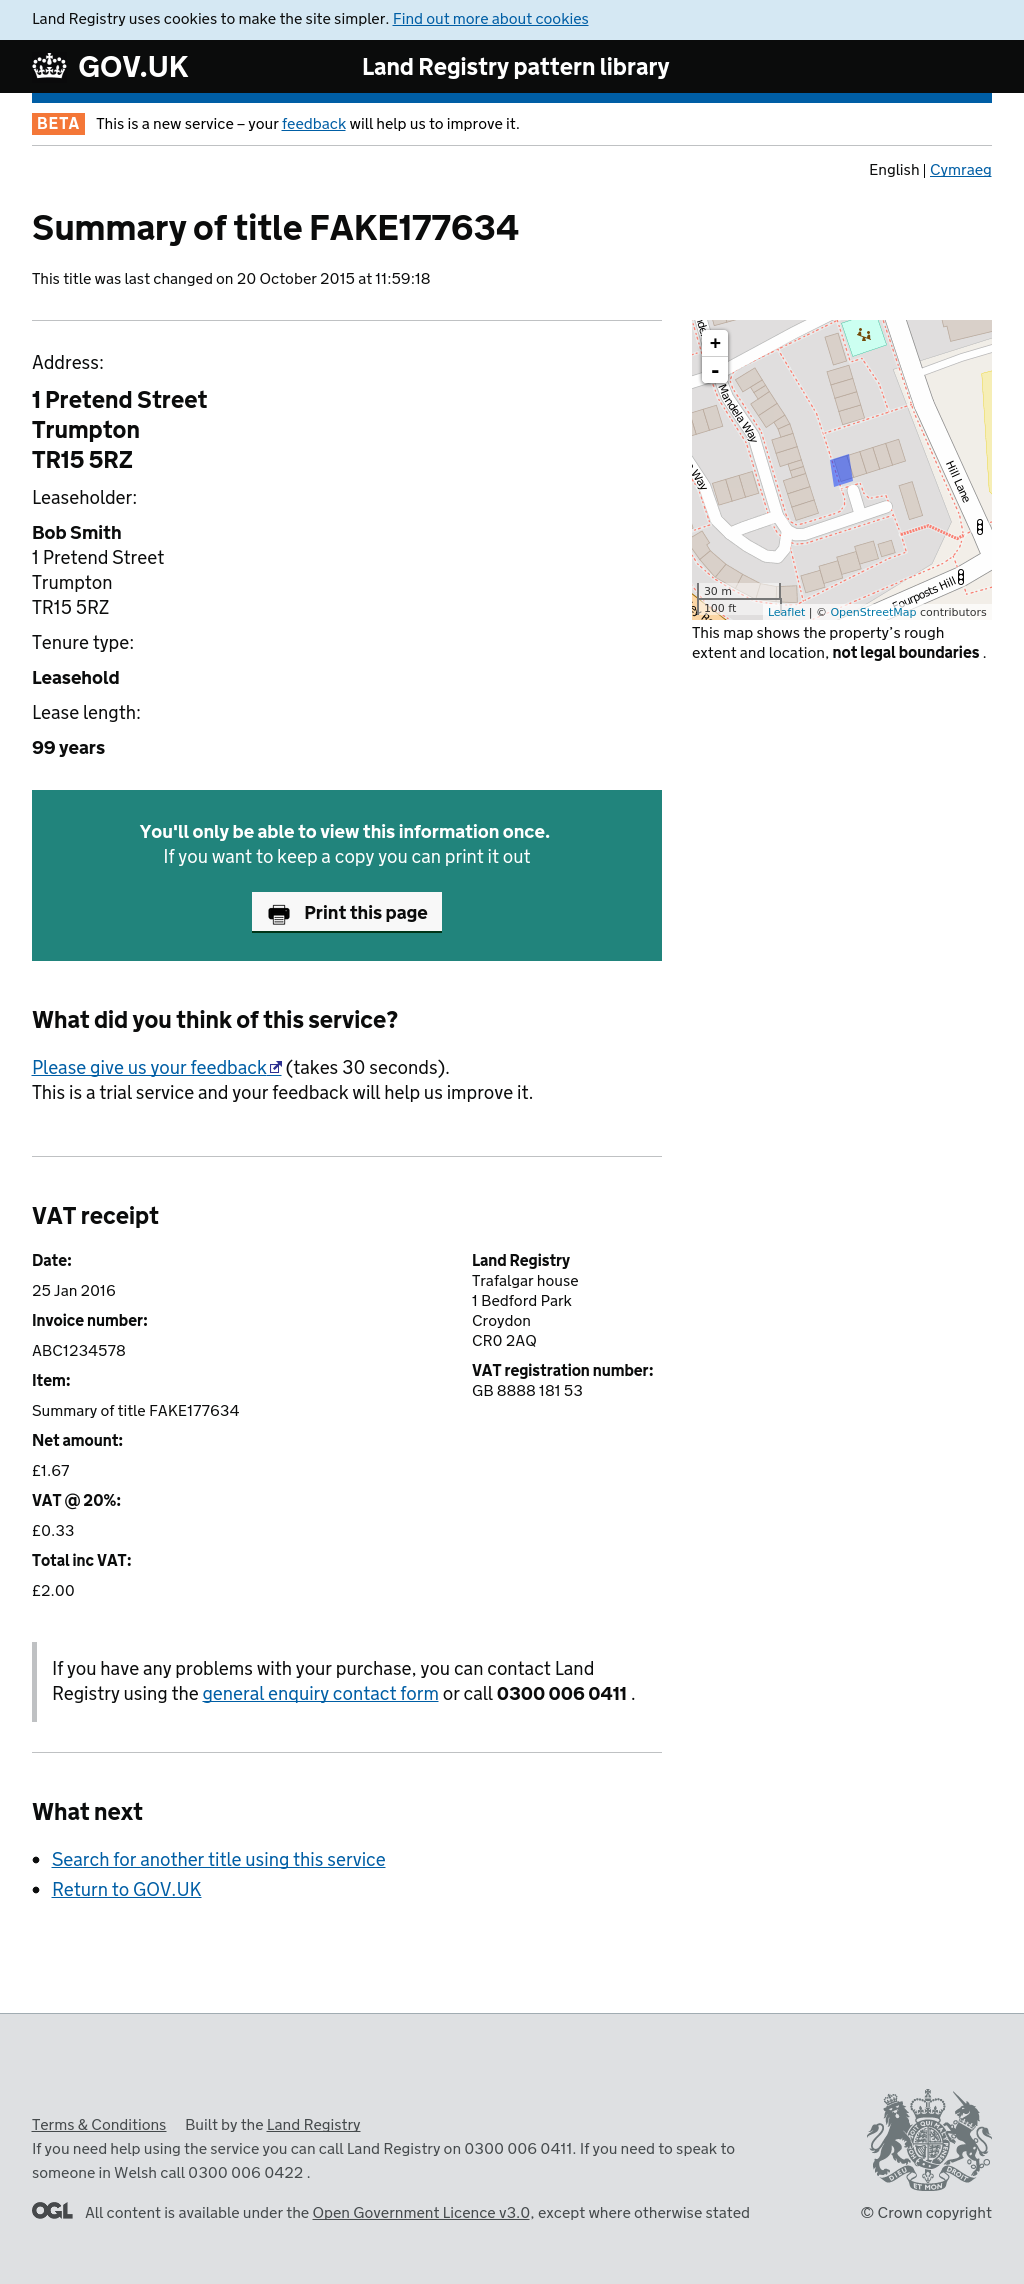 Land Registry uses cookies to make the site simpler. Find out more about cookies
GOV.UK
Land Registry pattern library
BETA This is a new service – your feedback will help us to improve it.
English | Cymraeg
Summary of title FAKE177634
This title was last changed on 20 October 2015 at 11:59:18
Address:
1 Pretend Street
Trumpton
TR15 5RZ
Leaseholder:
Bob Smith
1 Pretend Street
Trumpton
TR15 5RZ
Tenure type:
Leasehold
Lease length:
99 years
+
-
Mandela Way
Way
Hill Lane
Fourposts Hill
30 m
100 ft
Leaflet | © OpenStreetMap contributors
This map shows the property's rough
extent and location, not legal boundaries .
You'll only be able to view this information once.
If you want to keep a copy you can print it out
Print this page
What did you think of this service?
Please give us your feedback (takes 30 seconds).
This is a trial service and your feedback will help us improve it.
VAT receipt
Date:
25 Jan 2016
Invoice number:
ABC1234578
Item:
Summary of title FAKE177634
Net amount:
£1.67
VAT @ 20%:
£0.33
Total inc VAT:
£2.00
Land Registry
Trafalgar house
1 Bedford Park
Croydon
CR0 2AQ
VAT registration number:
GB 8888 181 53
If you have any problems with your purchase, you can contact Land
Registry using the general enquiry contact form or call 0300 006 0411 .
What next
Search for another title using this service
Return to GOV.UK
Terms & Conditions Built by the Land Registry
If you need help using the service you can call Land Registry on 0300 006 0411. If you need to speak to
someone in Welsh call 0300 006 0422 .
OGL All content is available under the Open Government Licence v3.0, except where otherwise stated
© Crown copyright